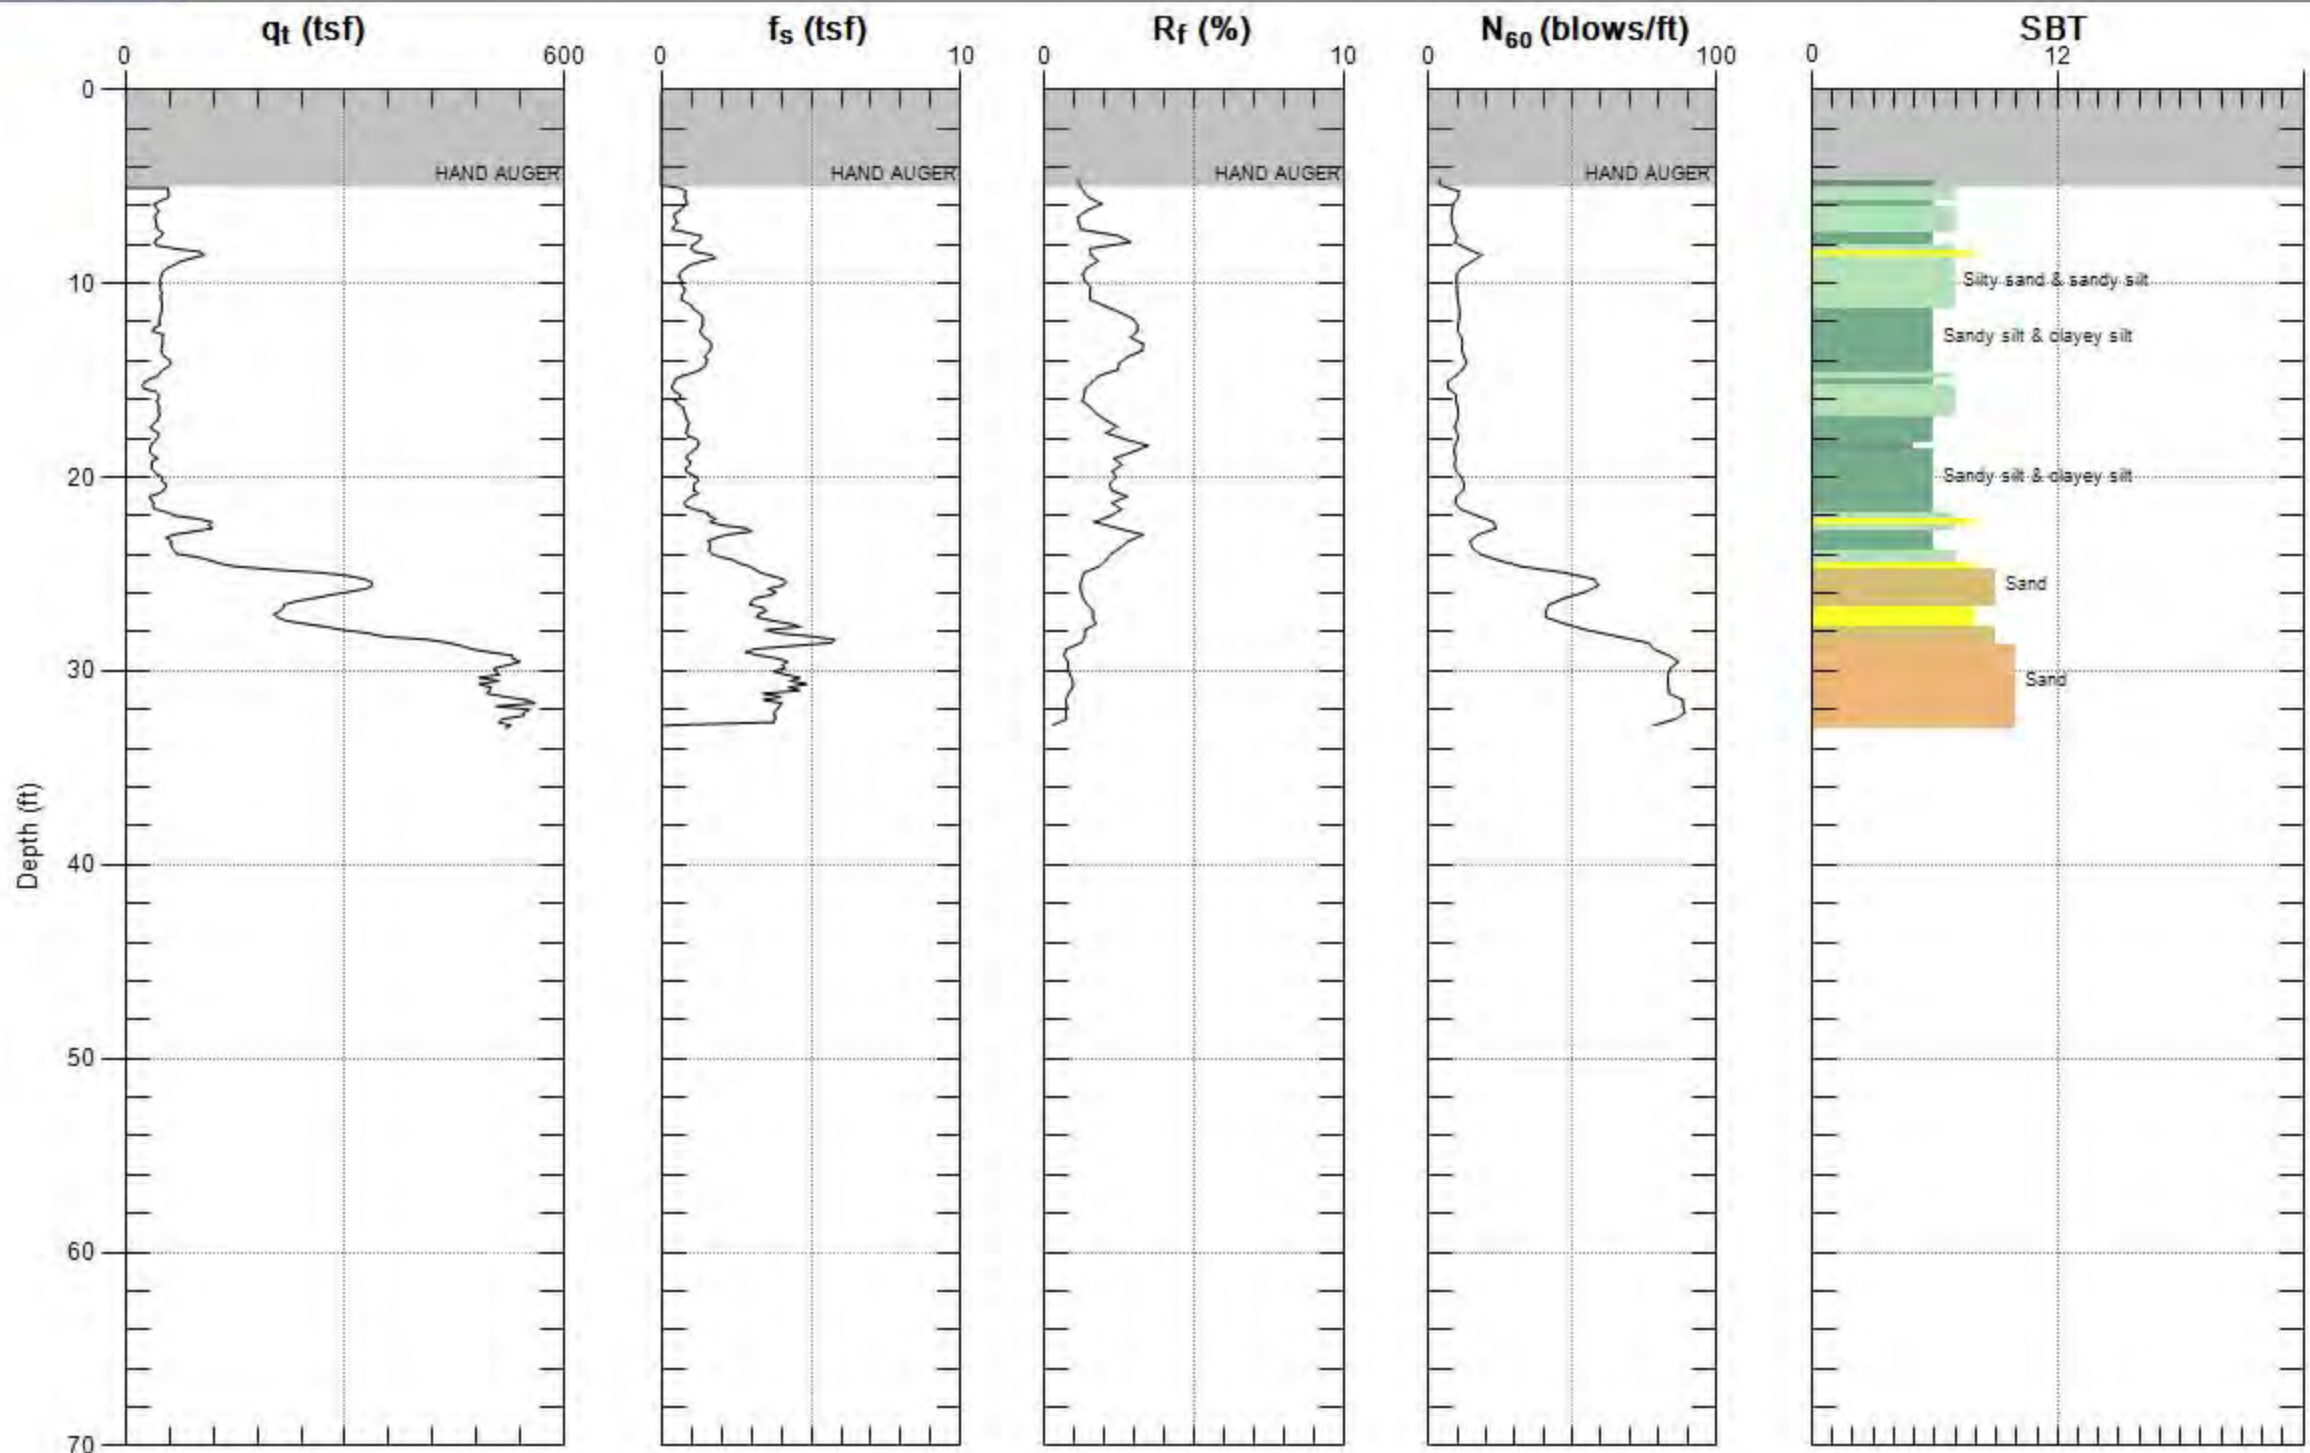 qt (tsf) fs (tsf) Rf (%) N60 (blows/ft) SBT
0 600 0 10 0 10 0 100 0 12
0
HAND AUGER HAND AUGER HAND AUGER HAND AUGER
10
Silty sand & sandy silt
Sandy silt & clayey silt
20
Sandy silt & clayey silt
Sand
30
Sand
Depth (ft)
40
50
60
70